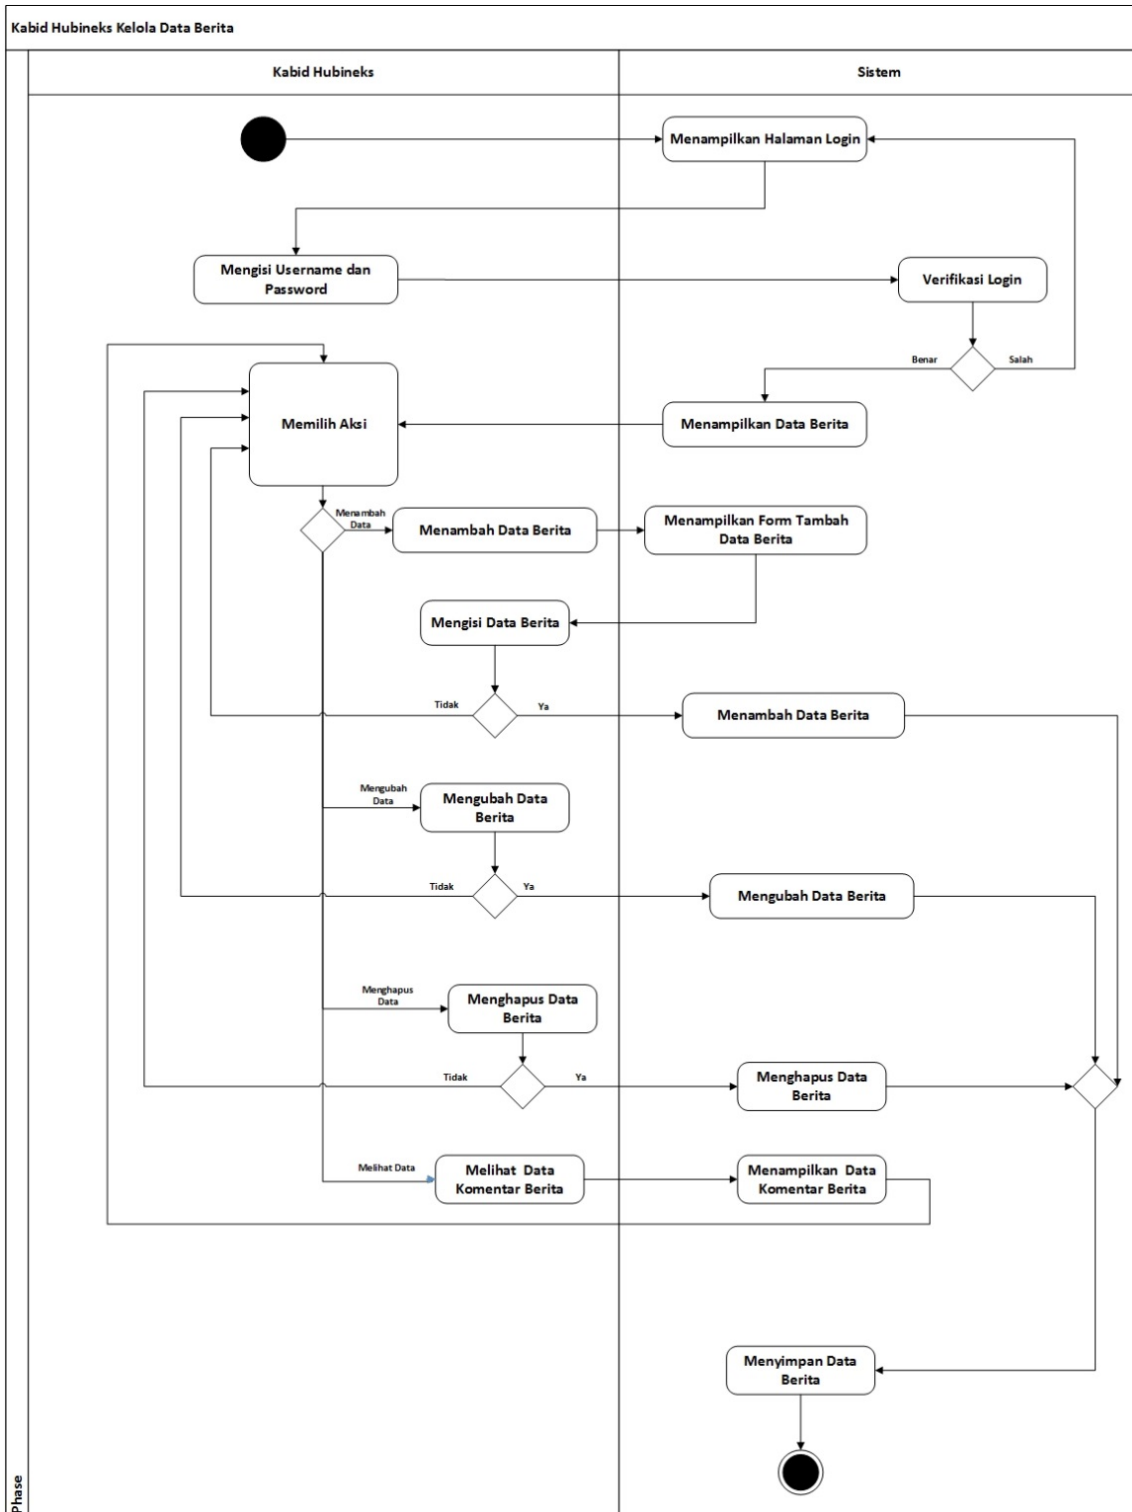 Kabid Hubineks Kelola Data Berita
Kabid Hubineks
Sistem
Menampilkan Halaman Login
Mengisi Username dan
Password
Verifikasi Login
Benar
Salah
Memilih Aksi
Menampilkan Data Berita
Menambah
Data
Menambah Data Berita
Menampilkan Form Tambah
Data Berita
Mengisi Data Berita
Tidak
Ya
Menambah Data Berita
Mengubah
Data
Mengubah Data
Berita
Tidak
Ya
Mengubah Data Berita
Menghapus
Data
Menghapus Data
Berita
Tidak
Ya
Menghapus Data
Berita
Melihat Data
Melihat Data
Komentar Berita
Menampilkan Data
Komentar Berita
Menyimpan Data
Berita
Phase